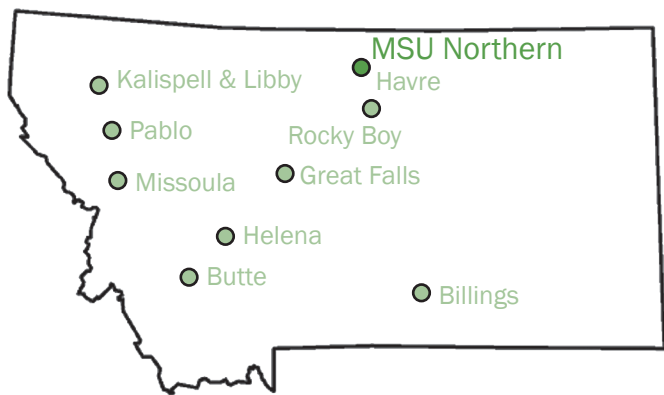 MSU Northern
Havre
Kalispell & Libby
Rocky Boy
Pablo
Great Falls
Missoula
Helena
Butte
Billings